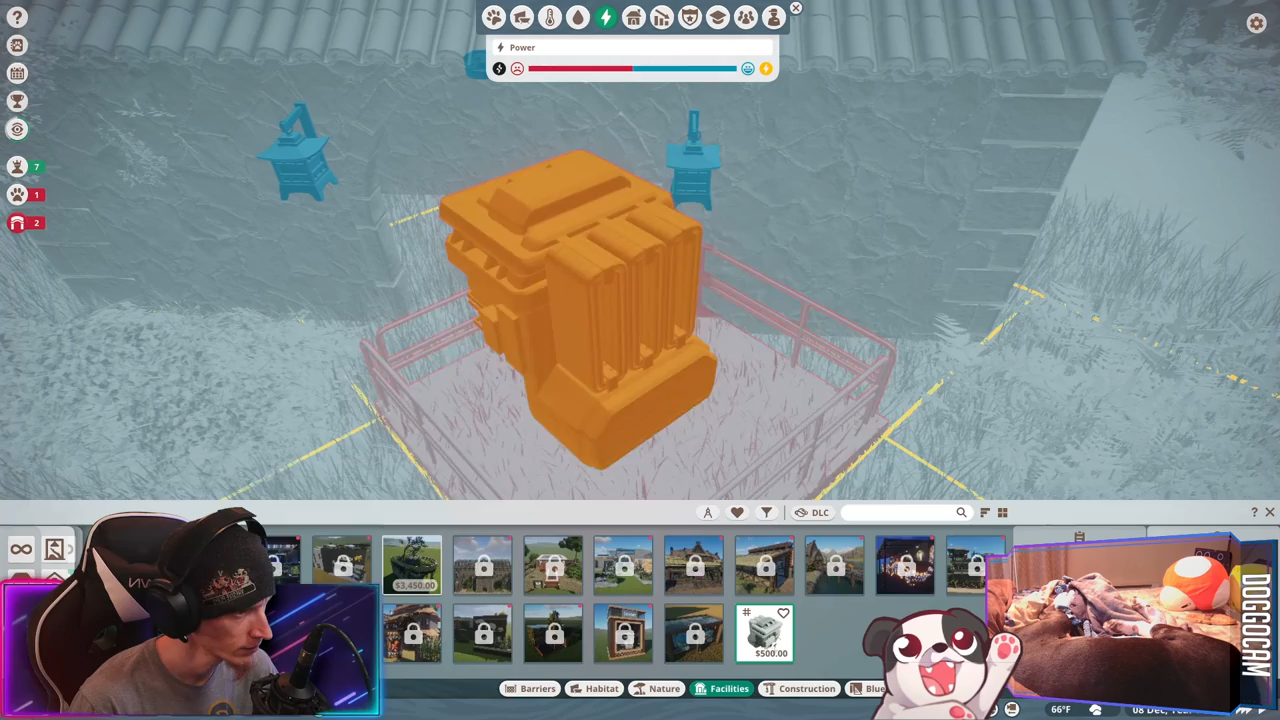 Power
7
1
2
DLC
$3,450.00
$500.00
Barriers
Habitat
Nature
Facilities
Construction
Blue
66°F
08 Dec, Year
DOGGOCAM